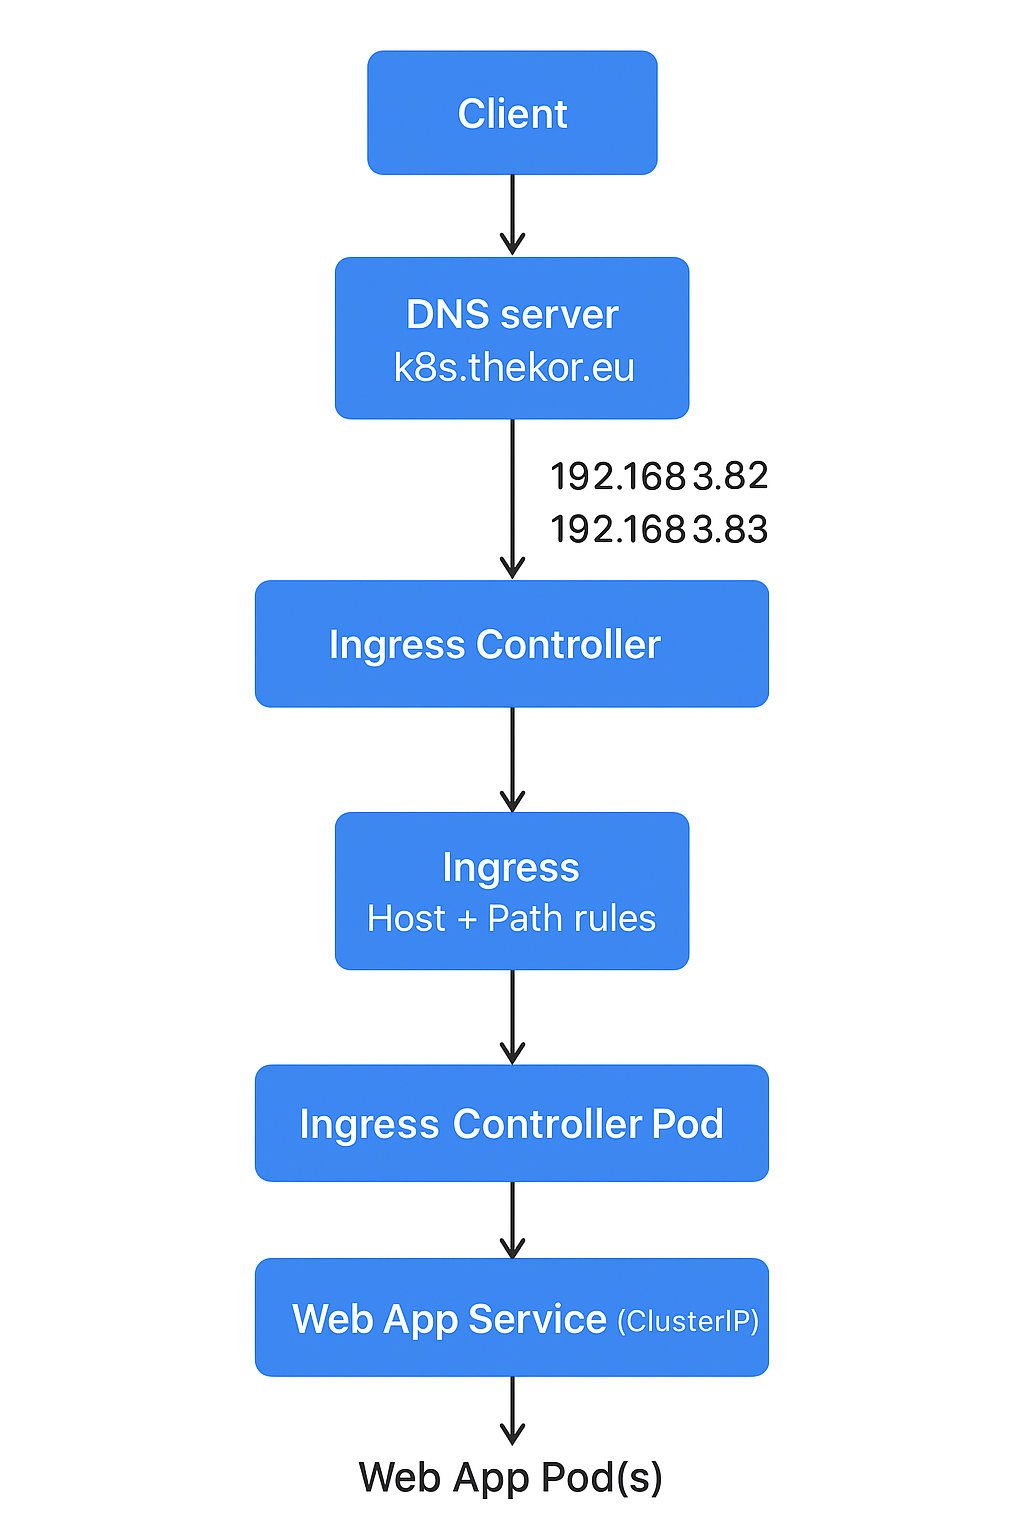 Client
DNS server
k8s.thekor.eu
192.168 3.82
192.168 3.83
Ingress Controller
Ingress
Host + Path rules
Ingress Controller Pod
Web App Service (ClusterIP)
Web App Pod(s)